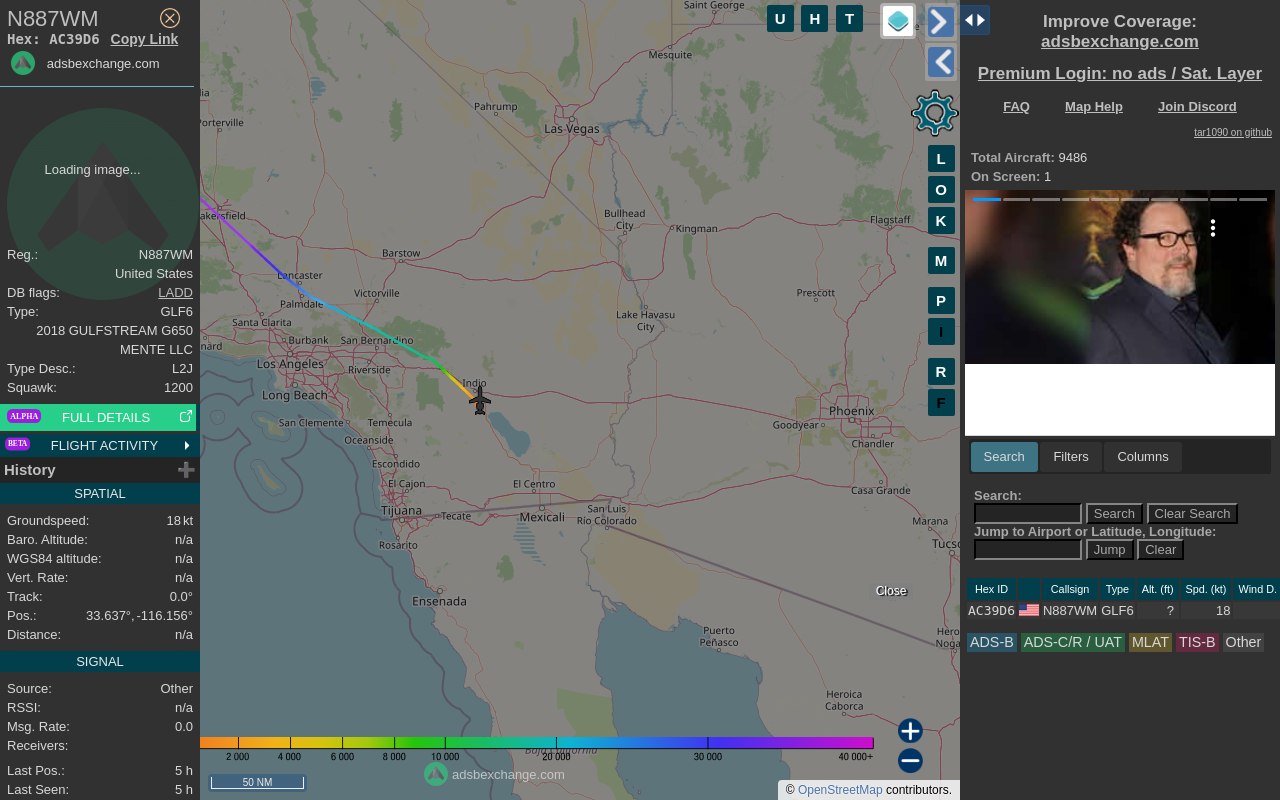 N887WM
Hex: AC39D6 Copy Link
adsbexchange.com
Loading image...
Reg.: N887WM
United States
DB flags: LADD
Type: GLF6
2018 GULFSTREAM G650
MENTE LLC
Type Desc.: L2J
Squawk: 1200
ALPHA FULL DETAILS
BETA FLIGHT ACTIVITY
History
SPATIAL
Groundspeed: 18 kt
Baro. Altitude: n/a
WGS84 altitude: n/a
Vert. Rate: n/a
Track: 0.0°
Pos.: 33.637°, -116.156°
Distance: n/a
SIGNAL
Source: Other
RSSI: n/a
Msg. Rate: 0.0
Receivers:
Last Pos.: 5 h
Last Seen: 5 h
Saint George
Mesquite
Pahrump
Las Vegas
lia
Porterville
akersfield
Bullhead
City
Kingman
Flagstaff
Barstow
Lancaster
Palmdale
Victorville
Prescott
Santa Clarita
Lake Havasu
City
nard
Burbank
San Bernardino
Los Angeles
Riverside
Indio
Long Beach
Phoenix
San Clemente
Temecula
Goodyear
Oceanside
Chandler
Escondido
El Cajon
El Centro
Casa Grande
Tijuana
Tecate
Mexicali
San Luis
Río Colorado
Marana
Rosarito
Tucso
Ensenada
Close
Puerto
Peñasco
Hero
Noga
Heroica
Caborca
Baja California
2 000 4 000 6 000 8 000 10 000 20 000 30 000 40 000+
adsbexchange.com
50 NM
© OpenStreetMap contributors.
U H T
L
O
K
M
P
I
R
F
Improve Coverage:
adsbexchange.com
Premium Login: no ads / Sat. Layer
FAQ Map Help Join Discord
tar1090 on github
Total Aircraft: 9486
On Screen: 1
Search Filters Columns
Search:
Search Clear Search
Jump to Airport or Latitude, Longitude:
Jump Clear
Hex ID Callsign Type Alt. (ft) Spd. (kt) Wind D.
AC39D6 N887WM GLF6 ? 18
ADS-B ADS-C/R / UAT MLAT TIS-B Other